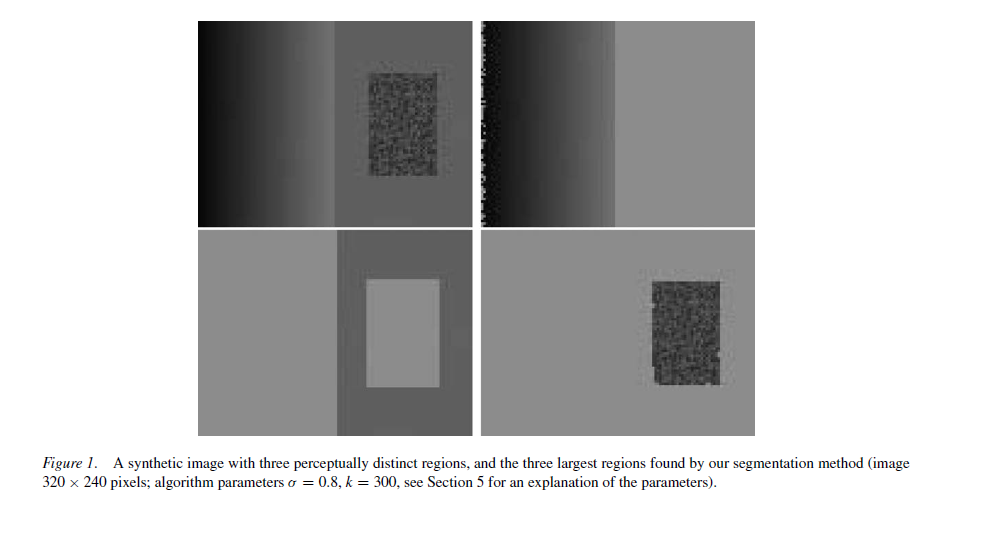 Figure 1. A synthetic image with three perceptually distinct regions, and the three largest regions found by our segmentation method (image
320 × 240 pixels; algorithm parameters σ = 0.8, k = 300, see Section 5 for an explanation of the parameters).